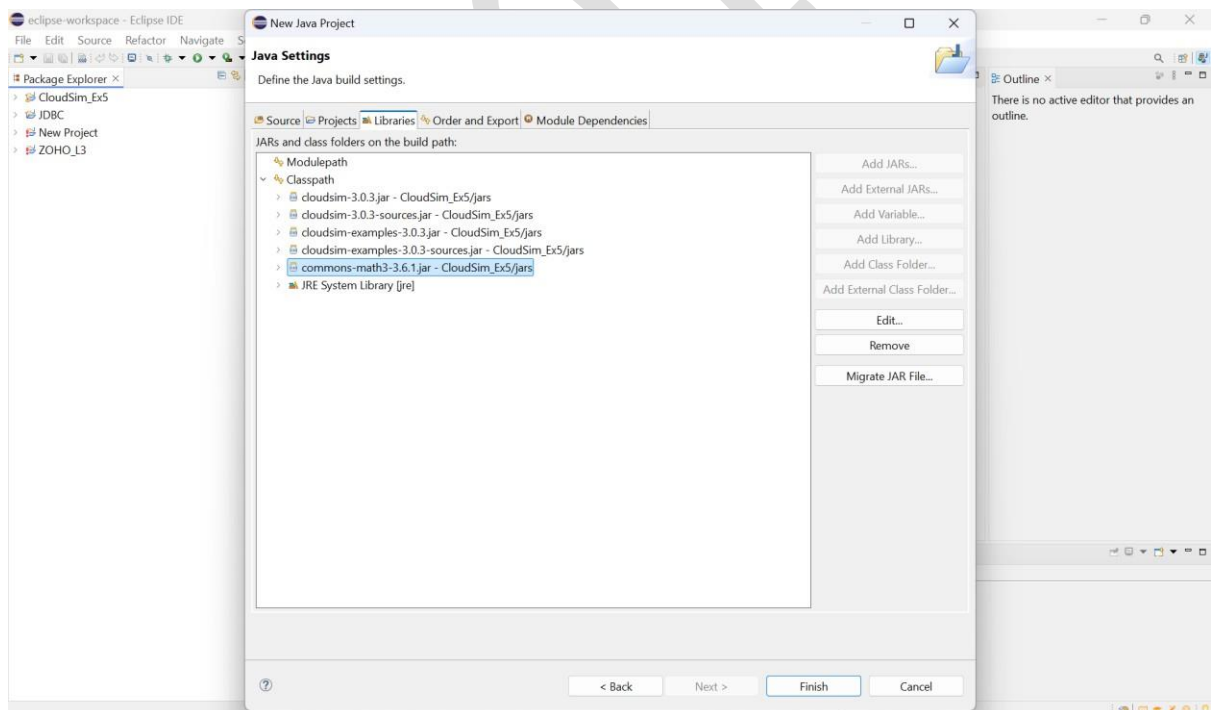 eclipse-workspace - Eclipse IDE
File Edit Source Refactor Navigate S
Package Explorer ×
CloudSim_Ex5
JDBC
New Project
ZOHO_L3
New Java Project
Java Settings
Define the Java build settings.
Source Projects Libraries Order and Export Module Dependencies
JARs and class folders on the build path:
Modulepath
Classpath
cloudsim-3.0.3.jar - CloudSim_Ex5/jars
cloudsim-3.0.3-sources.jar - CloudSim_Ex5/jars
cloudsim-examples-3.0.3.jar - CloudSim_Ex5/jars
cloudsim-examples-3.0.3-sources.jar - CloudSim_Ex5/jars
commons-math3-3.6.1.jar - CloudSim_Ex5/jars
JRE System Library [jre]
Add JARs...
Add External JARs...
Add Variable...
Add Library...
Add Class Folder...
Add External Class Folder...
Edit...
Remove
Migrate JAR File...
< Back
Next >
Finish
Cancel
Outline ×
There is no active editor that provides an
outline.